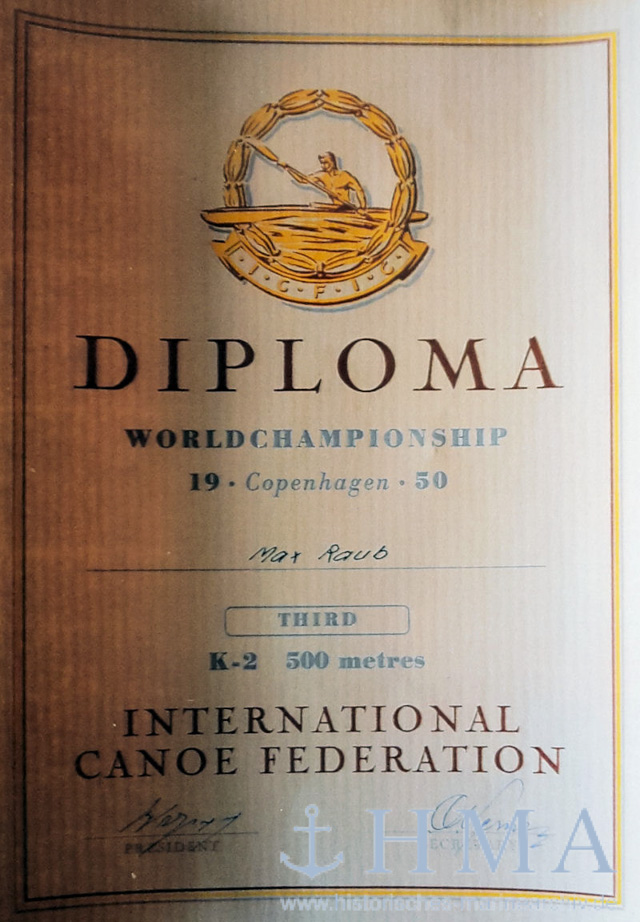 I · C · F · I · C
DIPLOMA
WORLDCHAMPIONSHIP
19 · Copenhagen · 50
Max Raub
THIRD
K-2 500 metres
INTERNATIONAL
CANOE FEDERATION
PRESIDENT
HMA